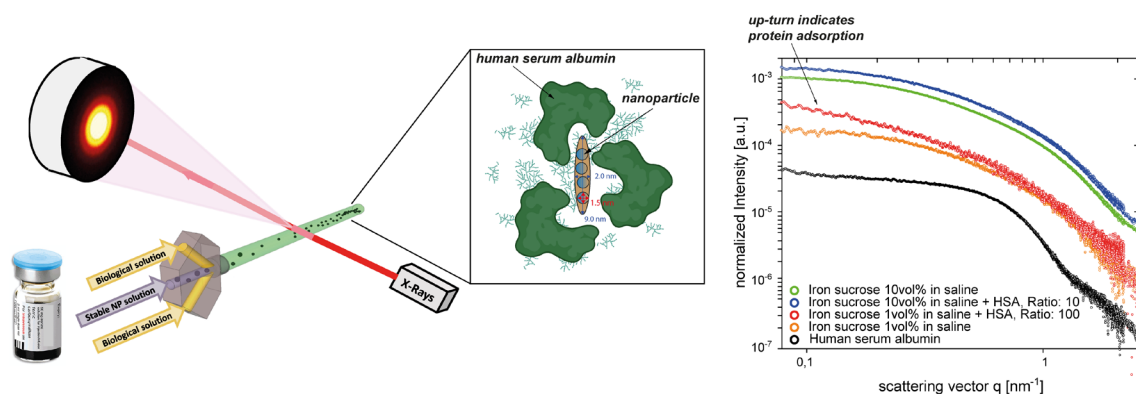 Biological solution
Stable NP solution
Biological solution
X-Rays
human serum albumin
nanoparticle
2.0 nm
9.0 nm
up-turn indicates
protein adsorption
normalized Intensity [a.u.]
10-3
10-4
10-5
10-6
10-7
Iron sucrose 10vol% in saline
Iron sucrose 10vol% in saline + HSA, Ratio: 10
Iron sucrose 1vol% in saline + HSA, Ratio: 100
Iron sucrose 1vol% in saline
Human serum albumin
0,1
1
scattering vector q [nm-1]